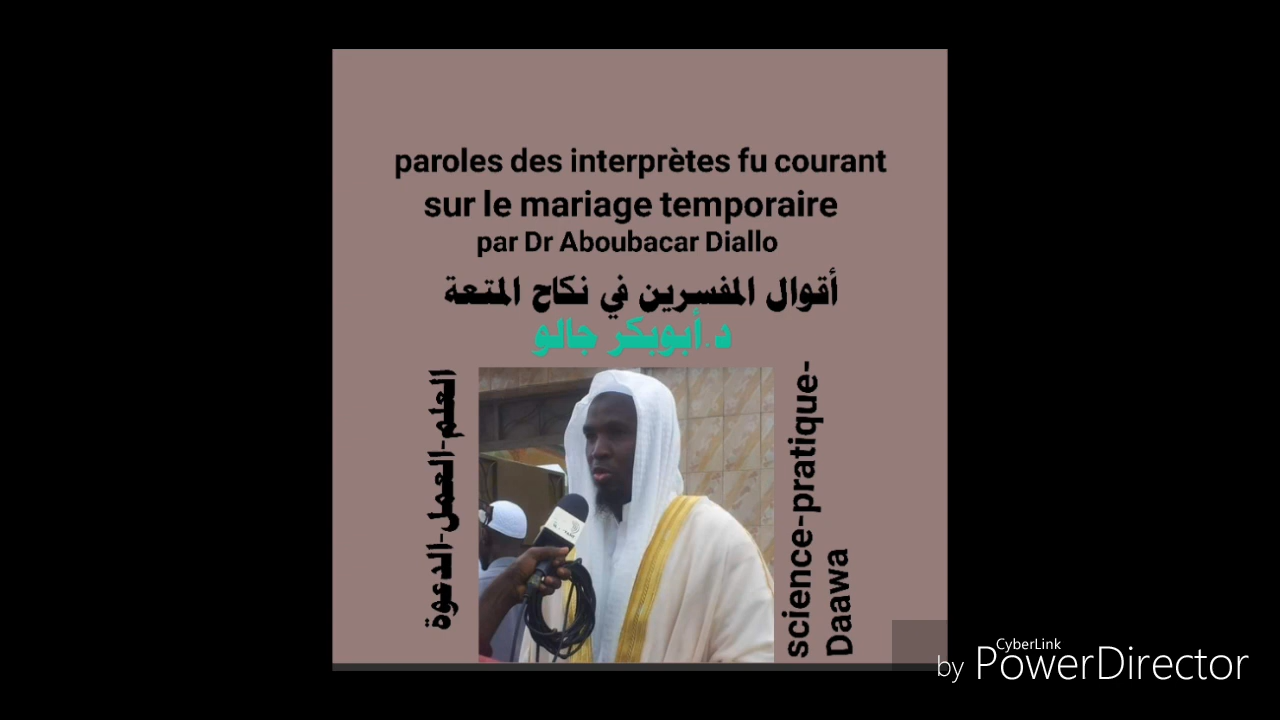 paroles des interprètes fu courant
sur le mariage temporaire
par Dr Aboubacar Diallo
أقوال المفسرين في نكاح المتعة
د.أبوبكر جالو
العلم-العمل-الدعوة
science-pratique-
Daawa
CyberLink
by PowerDirector